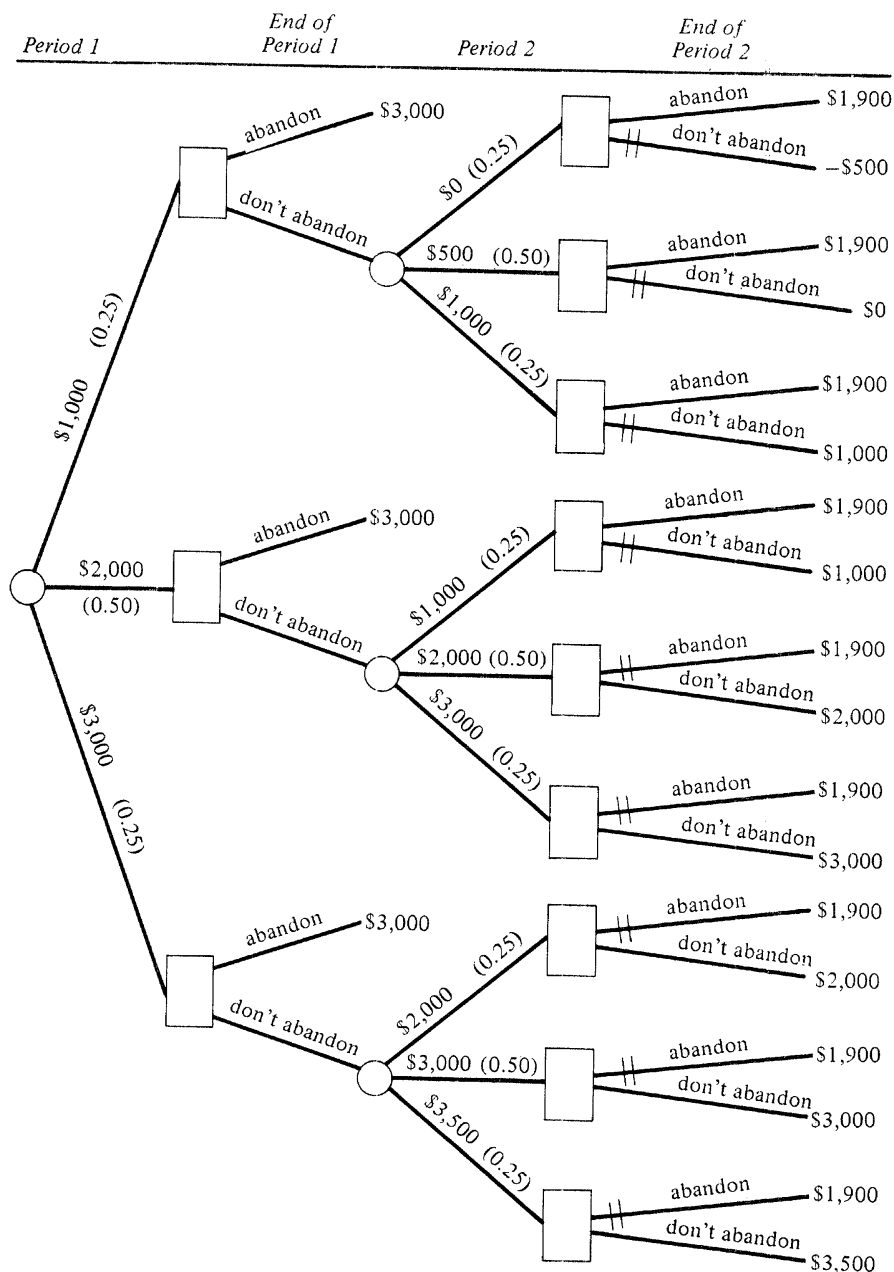 Period 1
End of
Period 1
Period 2
End of
Period 2
abandon
$3,000
don't abandon
$0 (0.25)
abandon
$1,900
don't abandon
–$500
$500 (0.50)
abandon
$1,900
don't abandon
$0
$1,000 (0.25)
abandon
$1,900
don't abandon
$1,000
$1,000 (0.25)
$2,000
(0.50)
abandon
$3,000
don't abandon
$1,000 (0.25)
abandon
$1,900
don't abandon
$1,000
$2,000 (0.50)
abandon
$1,900
don't abandon
$2,000
$3,000 (0.25)
abandon
$1,900
don't abandon
$3,000
$3,000 (0.25)
abandon
$3,000
don't abandon
$2,000 (0.25)
abandon
$1,900
don't abandon
$2,000
$3,000 (0.50)
abandon
$1,900
don't abandon
$3,000
$3,500 (0.25)
abandon
$1,900
don't abandon
$3,500